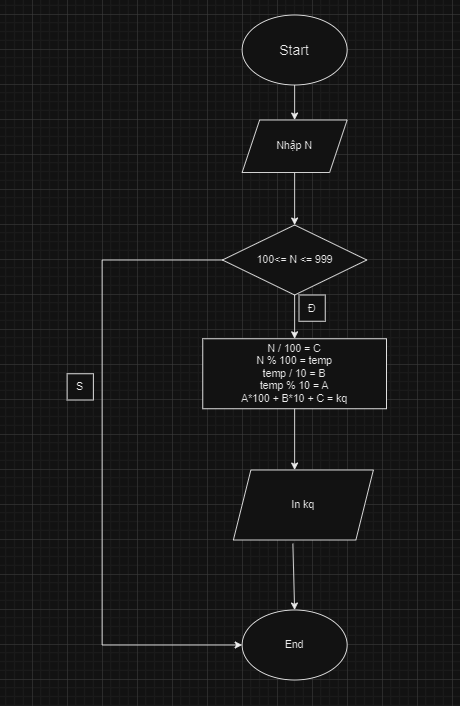 Start
Nhập N
100<= N <= 999
Đ
N / 100 = C
N % 100 = temp
temp / 10 = B
temp % 10 = A
A*100 + B*10 + C = kq
S
In kq
End